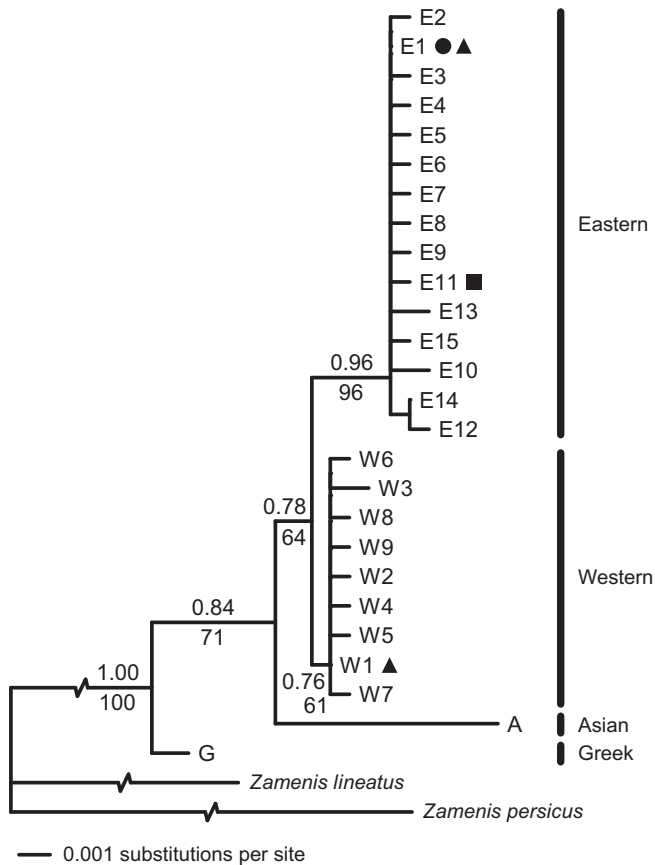 E2
E1
E3
E4
E5
E6
E7
E8
Eastern
E9
E11
E13
E15
0.96
E10
96
E14
E12
W6
0.78
W3
64
W8
W9
Western
W2
0.84
W4
71
W5
1.00
0.76
W1
100
61
W7
A
Asian
G
Greek
Zamenis lineatus
Zamenis persicus
0.001 substitutions per site